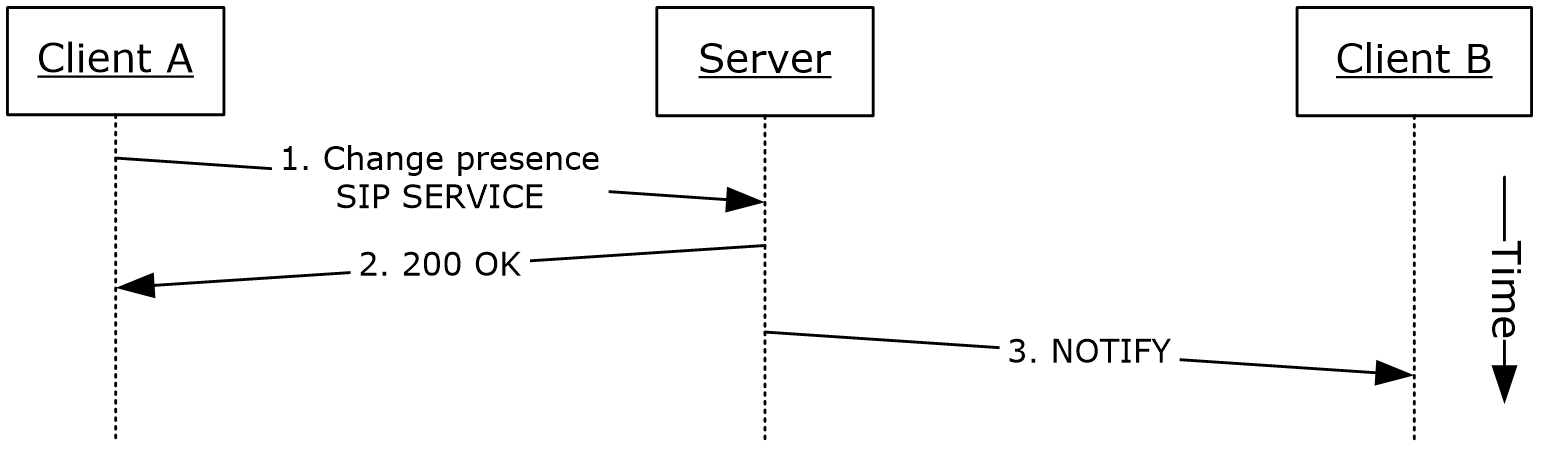 Client A
Server
Client B
1. Change presence
SIP SERVICE
2. 200 OK
3. NOTIFY
Time